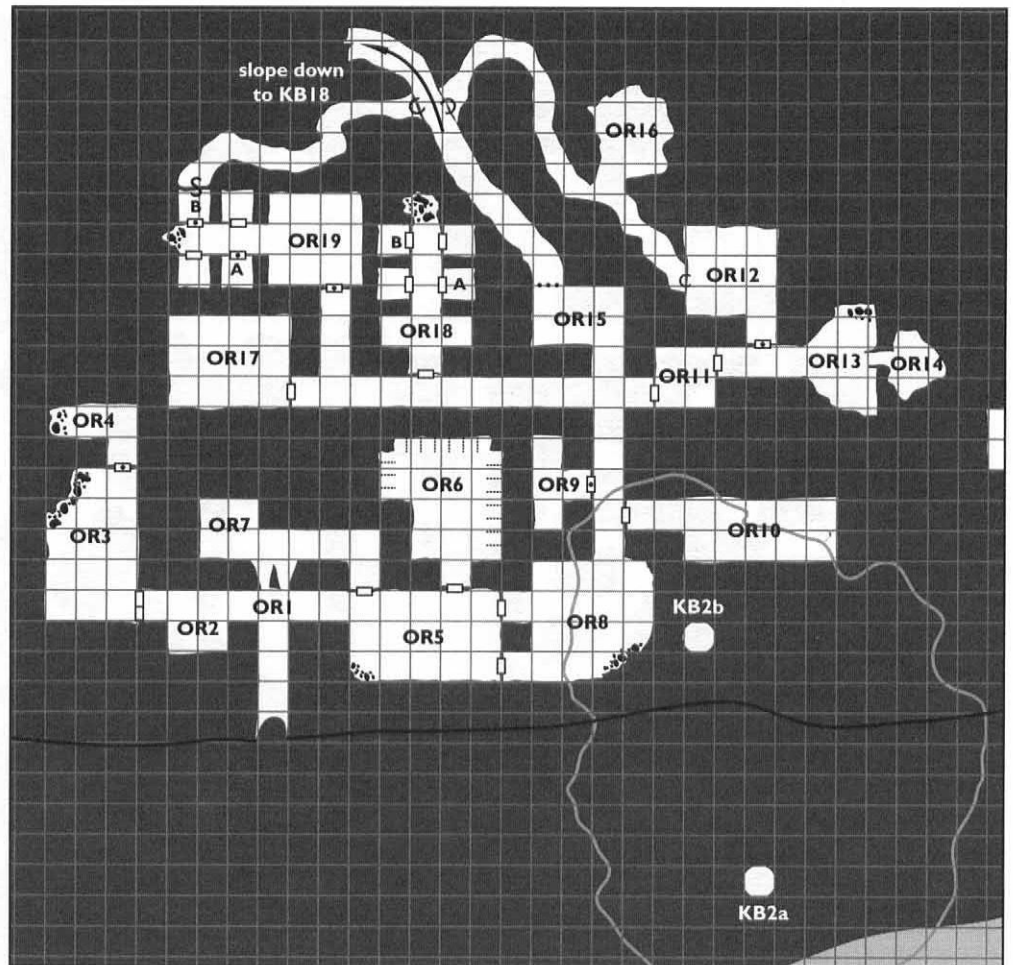 slope down
to KB18
OR16
S
B
OR19
B
OR12
A
A
OR15
OR18
OR17
OR13
OR14
OR11
OR4
OR6
OR9
OR7
OR10
OR3
OR1
KB2b
OR2
OR5
OR8
KB2a